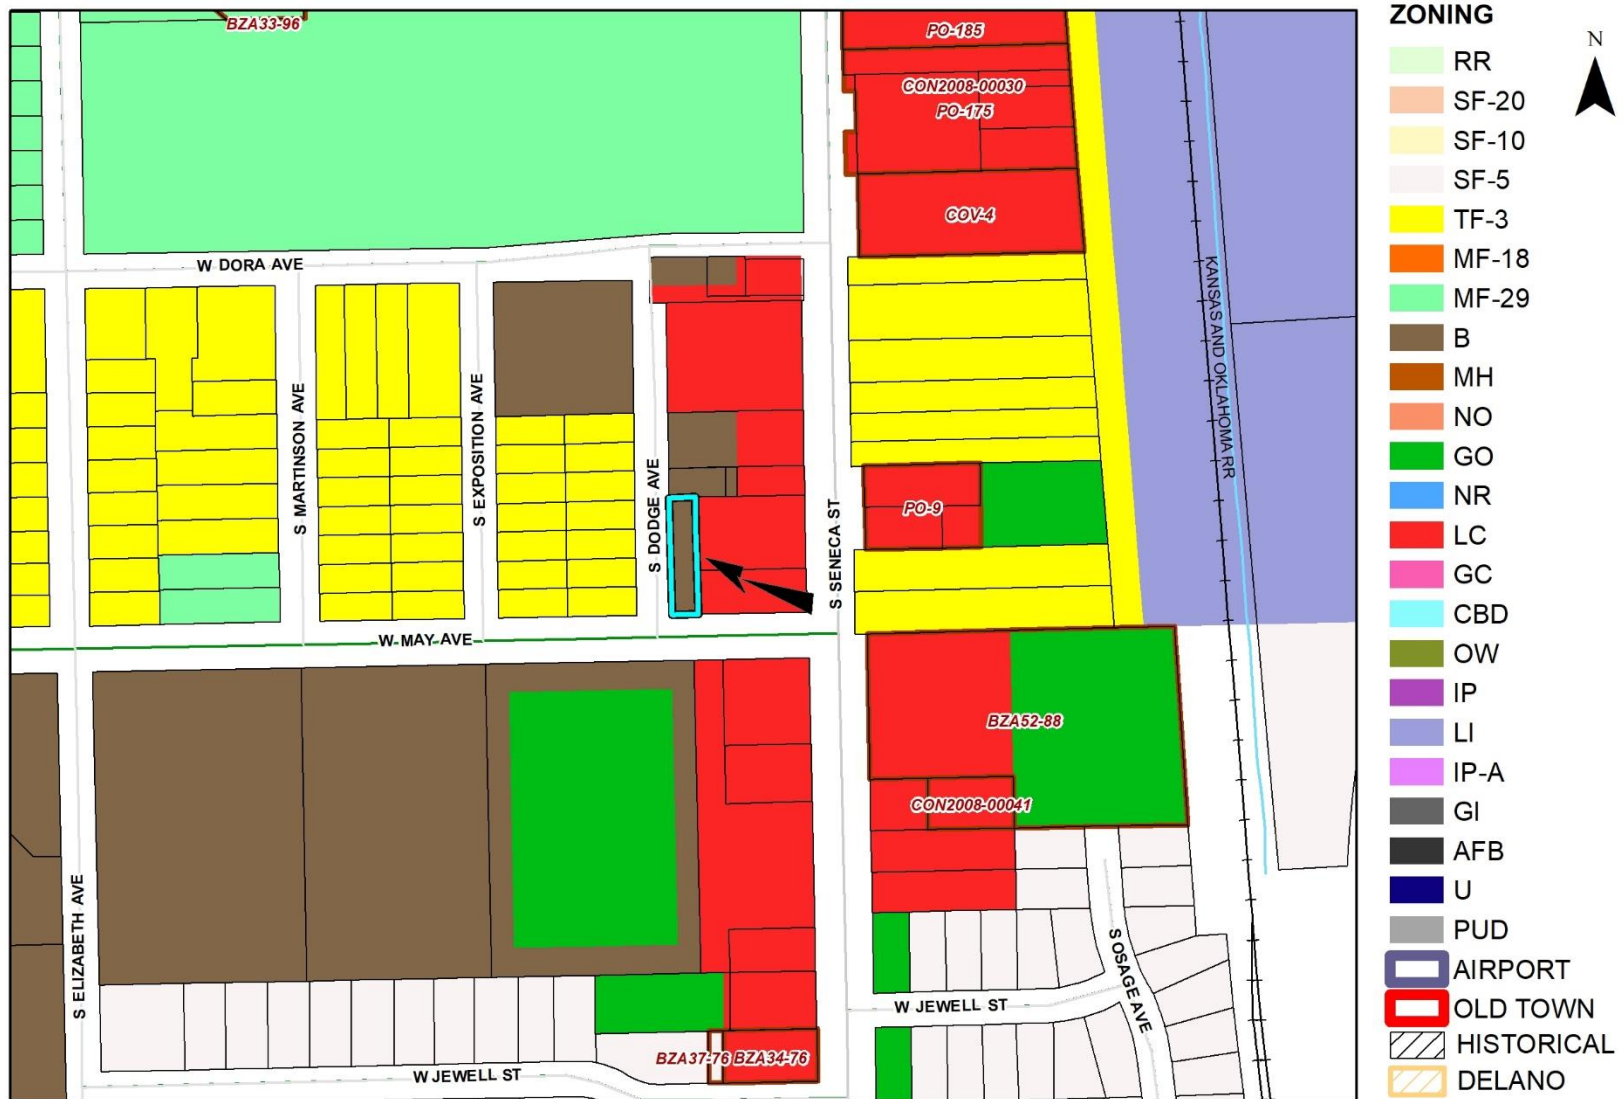 BZA33-96
PO-185
CON2008-00030
PO-175
COV-4
W DORA AVE
S MARTINSON AVE
S EXPOSITION AVE
S DODGE AVE
S SENECA ST
KANSAS AND OKLAHOMA RR
PO-9
W MAY AVE
BZA52-88
CON2008-00041
S ELIZABETH AVE
S OSAGE AVE
W JEWELL ST
BZA37-76 BZA34-76
W JEWELL ST
ZONING
N
RR
SF-20
SF-10
SF-5
TF-3
MF-18
MF-29
B
MH
NO
GO
NR
LC
GC
CBD
OW
IP
LI
IP-A
GI
AFB
U
PUD
AIRPORT
OLD TOWN
HISTORICAL
DELANO